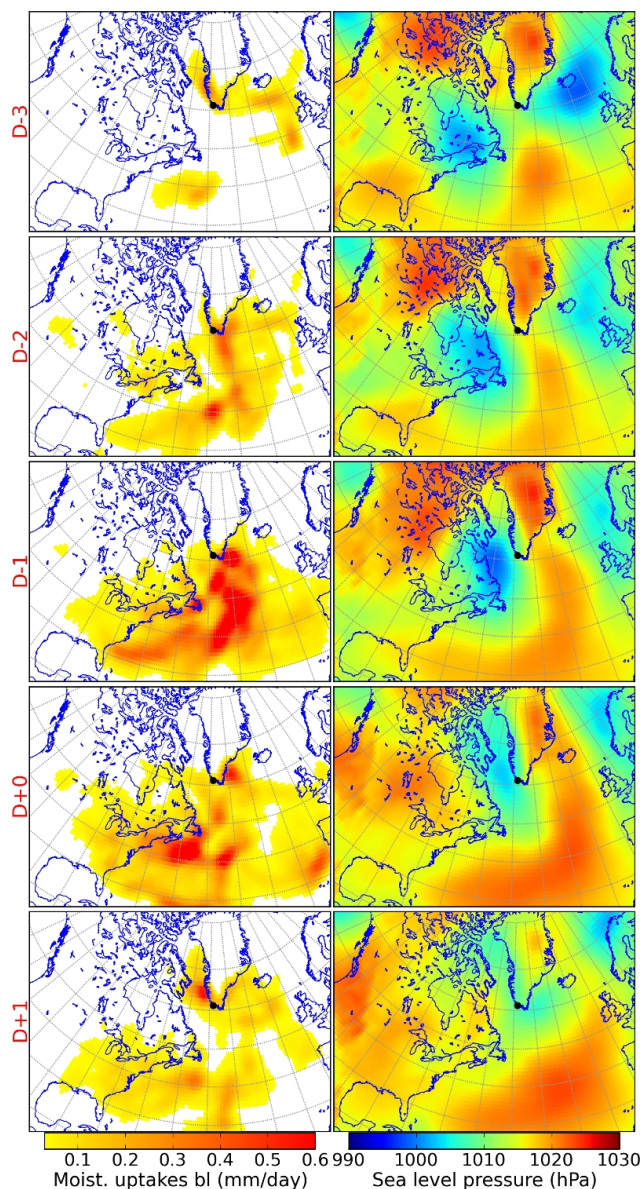 D-3
D-2
D-1
D+0
D+1
0.1 0.2 0.3 0.4 0.5 0.6 990 1000 1010 1020 1030
Moist. uptakes bl (mm/day) Sea level pressure (hPa)